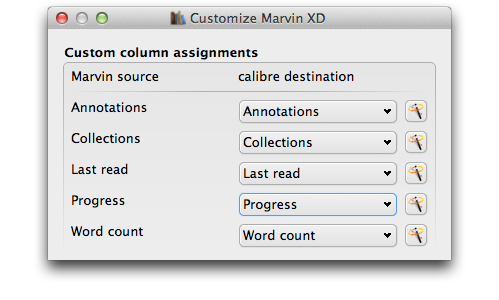 Customize Marvin XD
Custom column assignments
Marvin source calibre destination
Annotations Annotations
Collections Collections
Last read Last read
Progress Progress
Word count Word count